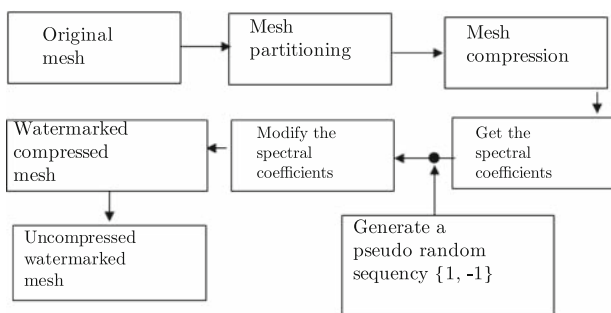 Original
mesh
Mesh
partitioning
Mesh
compression
Watermarked
compressed
mesh
Modify the
spectral
coefficients
Get the
spectral
coefficients
Uncompressed
watermarked
mesh
Generate a
pseudo random
sequency {1, -1}